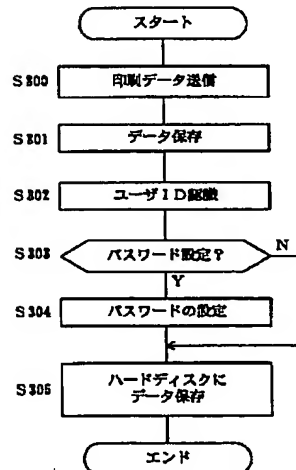 スタート
S300 印刷データ送信
S301 データ保存
S302 ユーザID認識
S303 パスワード設定?
N
Y
S304 パスワードの設定
S305 ハードディスクに
データ保存
エンド